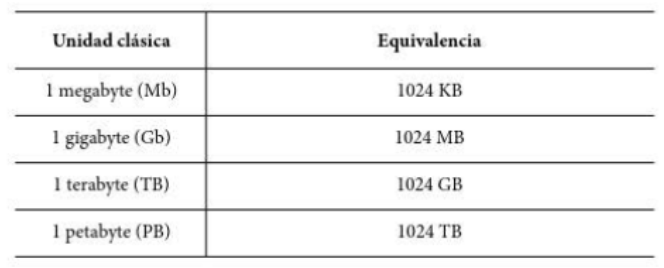 Unidad clásica Equivalencia
1 megabyte (Mb) 1024 KB
1 gigabyte (Gb) 1024 MB
1 terabyte (TB) 1024 GB
1 petabyte (PB) 1024 TB